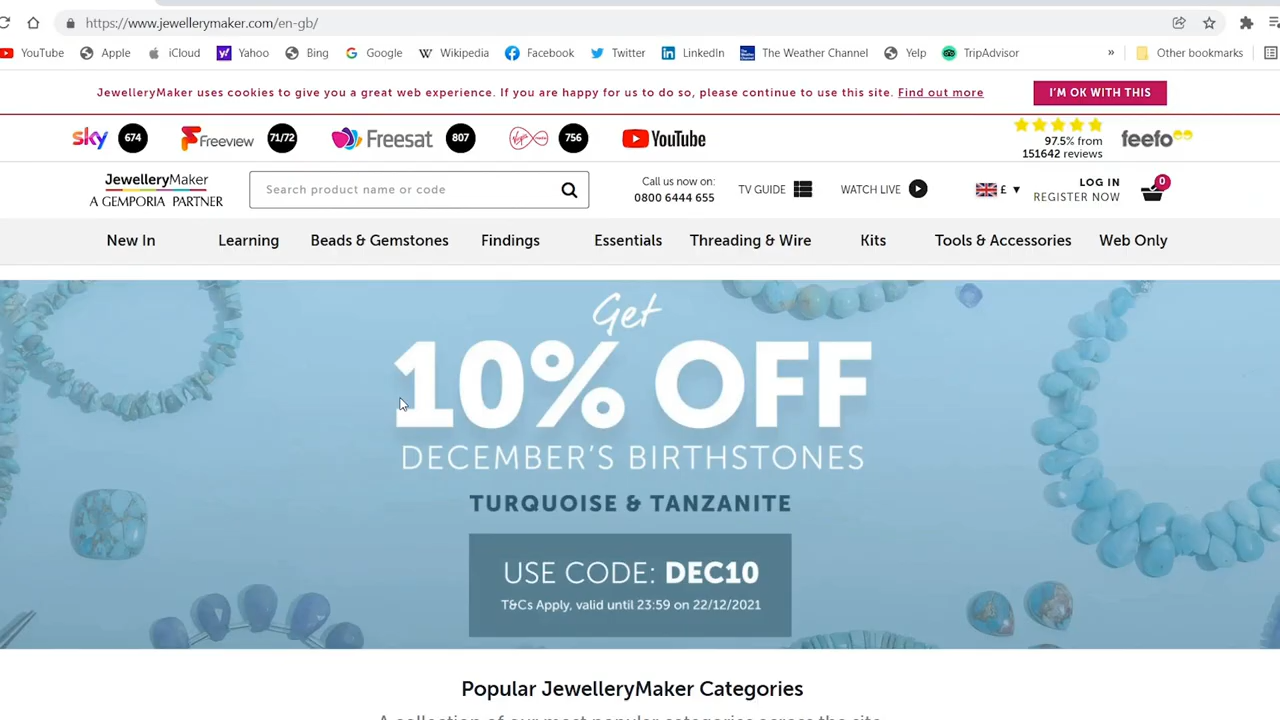 https://www.jewellerymaker.com/en-gb/
YouTube Apple iCloud Yahoo Bing Google Wikipedia Facebook Twitter LinkedIn The Weather Channel Yelp TripAdvisor » Other bookmarks
JewelleryMaker uses cookies to give you a great web experience. If you are happy for us to do so, please continue to use this site. Find out more
I'M OK WITH THIS
sky 674 Freeview 71/72 Freesat 807 Virgin media 756 YouTube
97.5% from
151642 reviews
feefo
JewelleryMaker
A GEMPORIA PARTNER
Search product name or code
Call us now on:
0800 6444 655
TV GUIDE
WATCH LIVE
£
LOG IN
REGISTER NOW
0
New In Learning Beads & Gemstones Findings Essentials Threading & Wire Kits Tools & Accessories Web Only
Get
10% OFF
DECEMBER'S BIRTHSTONES
TURQUOISE & TANZANITE
USE CODE: DEC10
T&Cs Apply, valid until 23:59 on 22/12/2021
Popular JewelleryMaker Categories
A collection of our most popular categories across the site